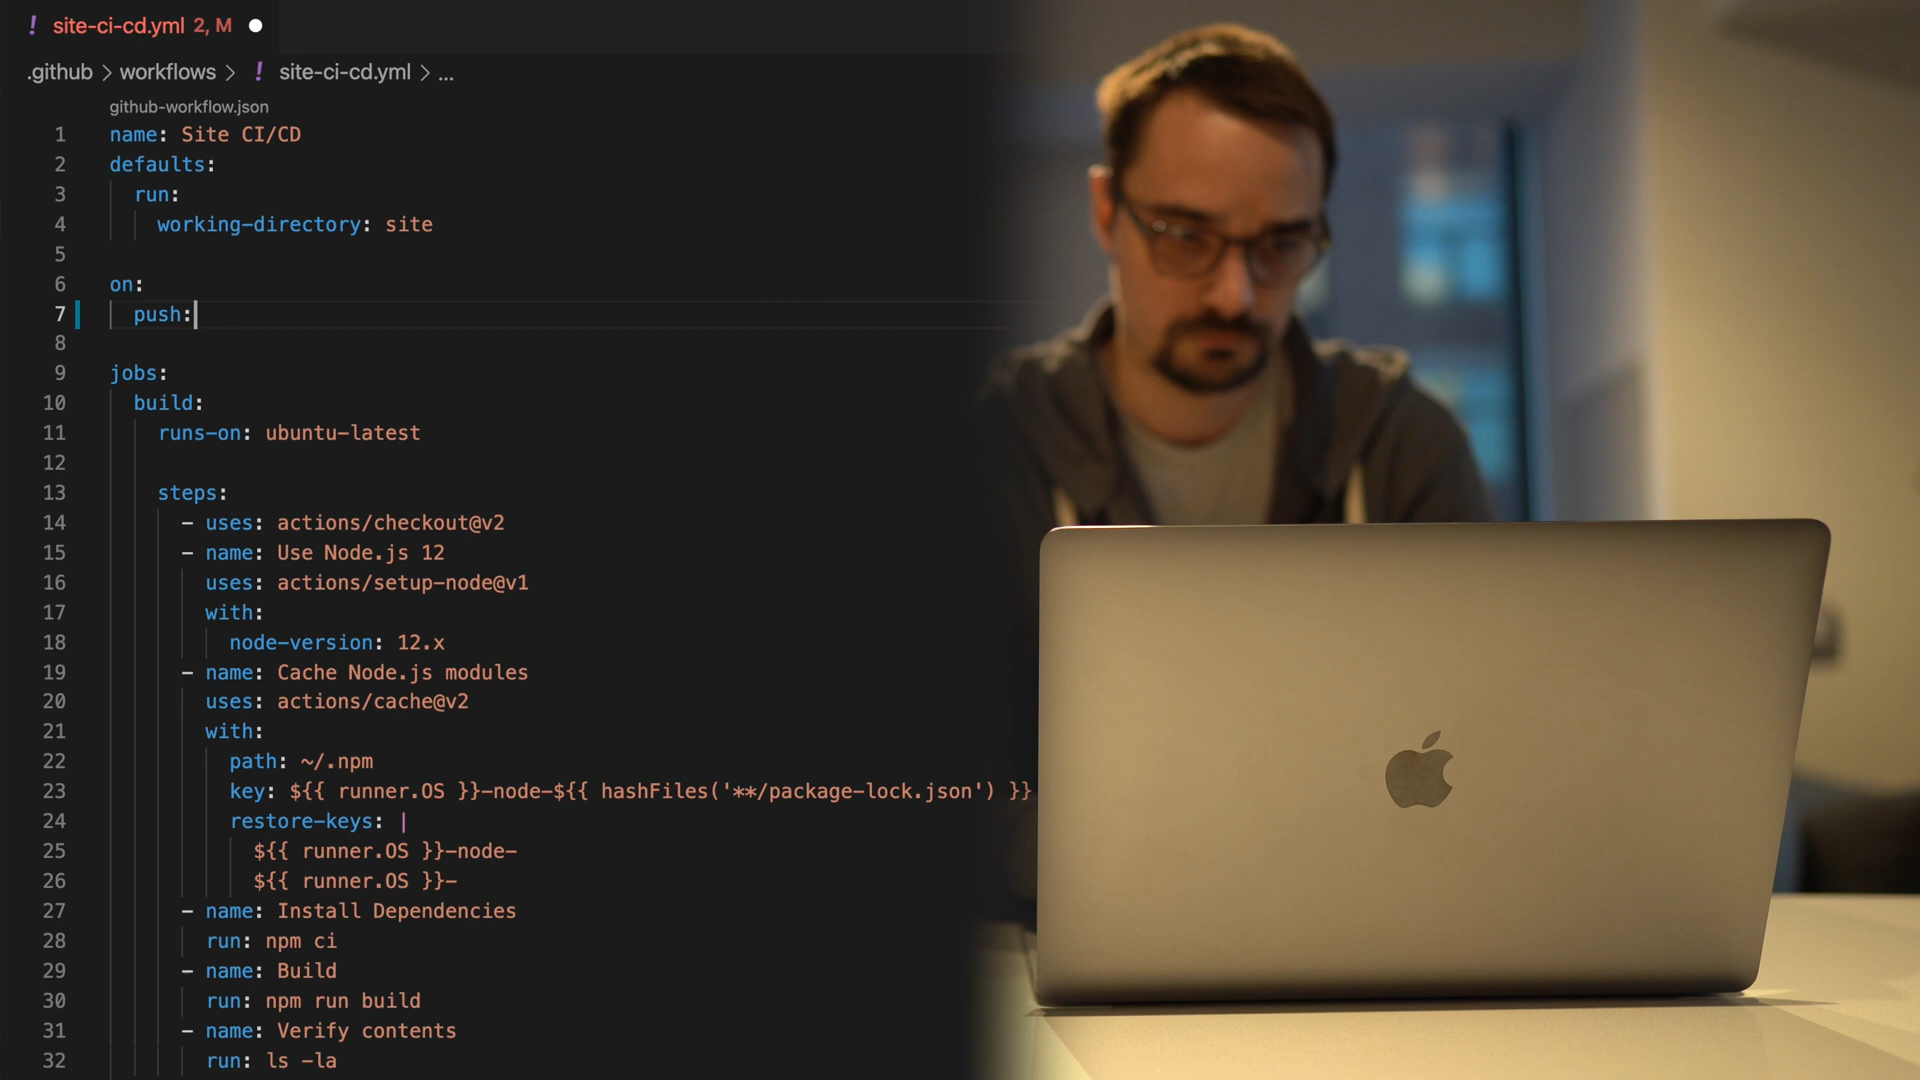 ! site-ci-cd.yml 2, M
.github > workflows > ! site-ci-cd.yml > ...
github-workflow.json
1 name: Site CI/CD
2 defaults:
3 run:
4 working-directory: site
5
6 on:
7 push:
8
9 jobs:
10 build:
11 runs-on: ubuntu-latest
12
13 steps:
14 - uses: actions/checkout@v2
15 - name: Use Node.js 12
16 uses: actions/setup-node@v1
17 with:
18 node-version: 12.x
19 - name: Cache Node.js modules
20 uses: actions/cache@v2
21 with:
22 path: ~/.npm
23 key: ${{ runner.OS }}-node-${{ hashFiles('**/package-lock.json') }}
24 restore-keys: |
25 ${{ runner.OS }}-node-
26 ${{ runner.OS }}-
27 - name: Install Dependencies
28 run: npm ci
29 - name: Build
30 run: npm run build
31 - name: Verify contents
32 run: ls -la